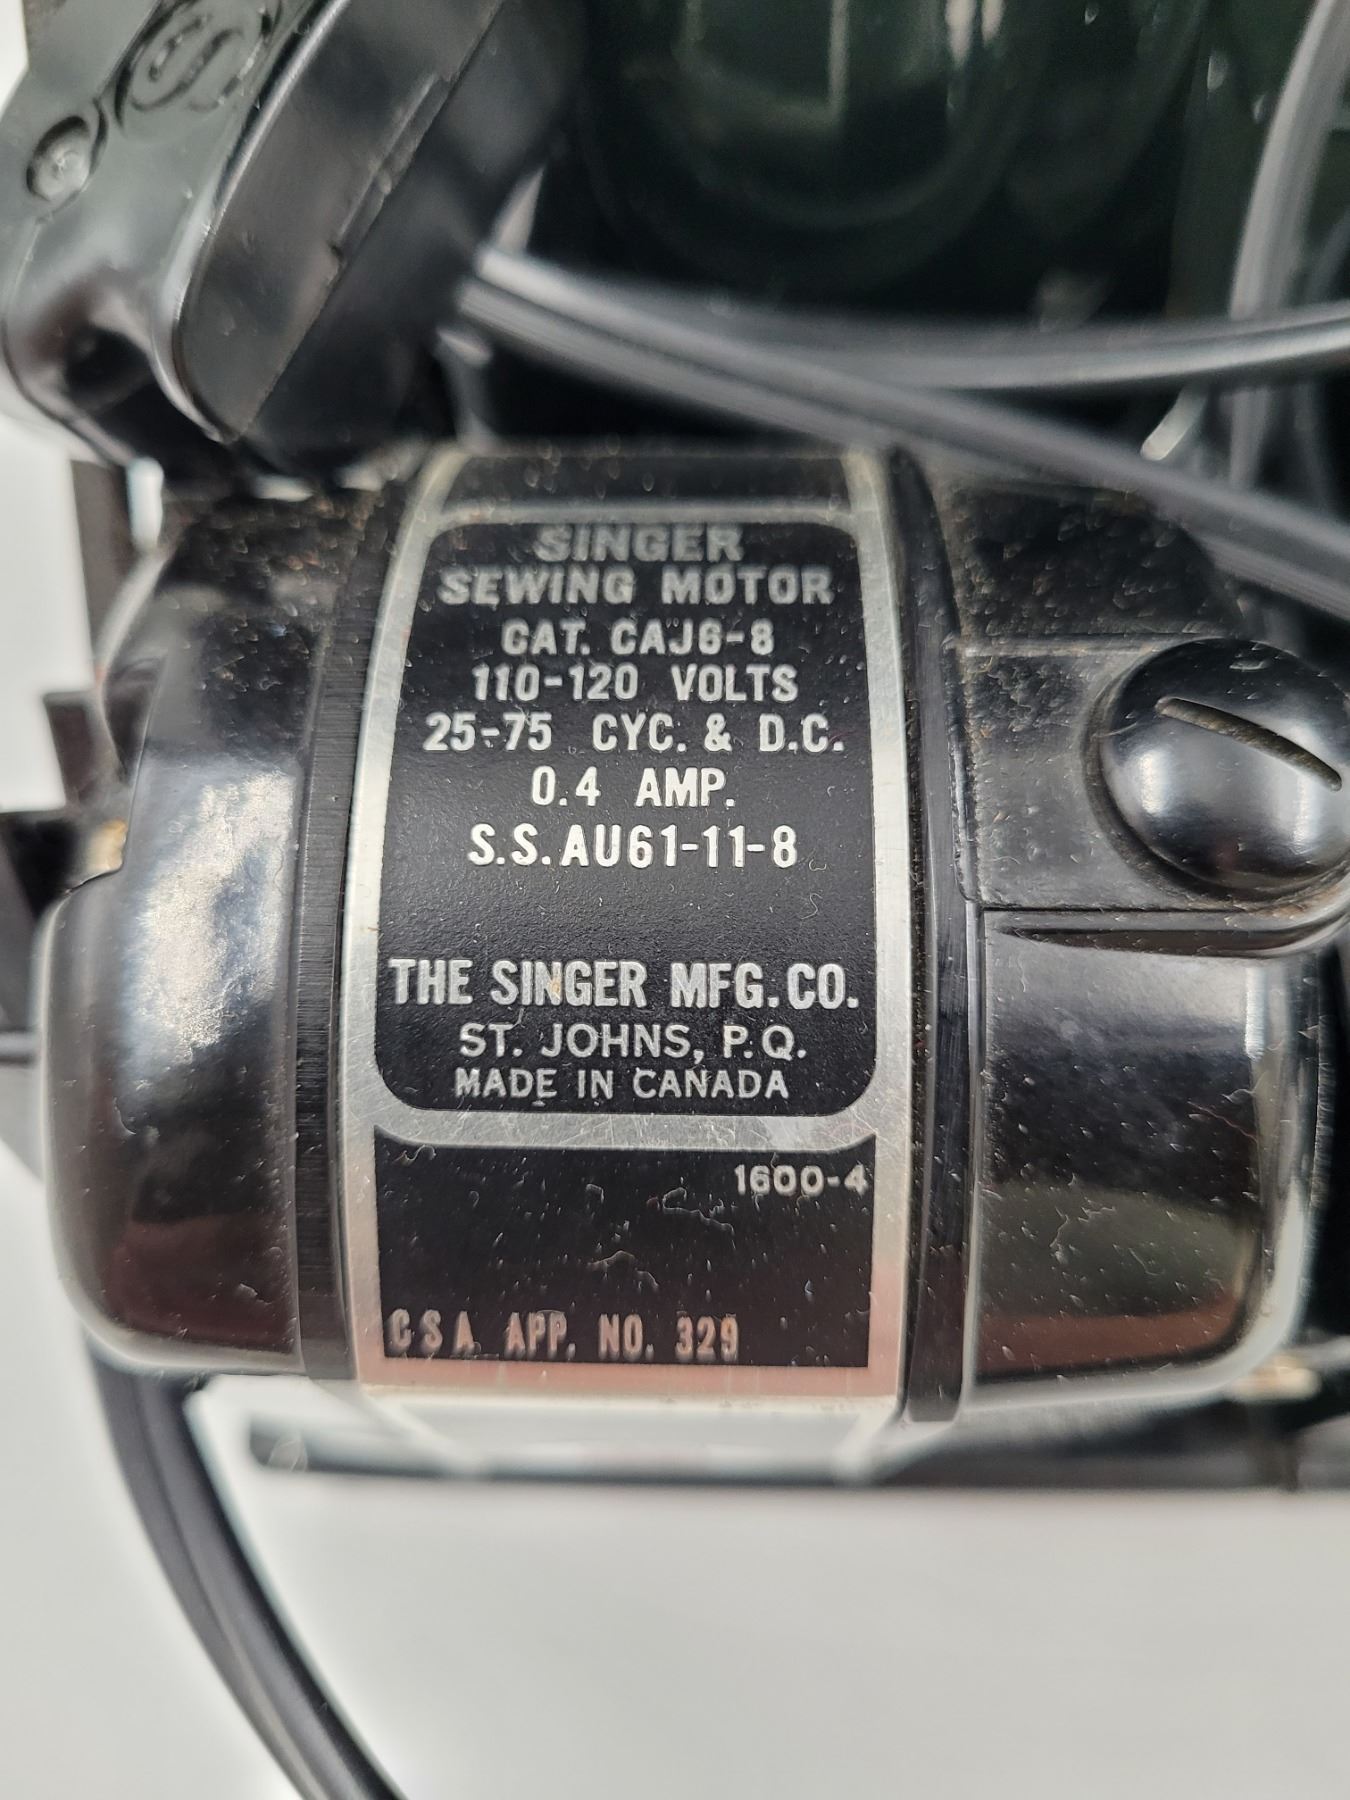 SINGER
SEWING MOTOR
CAT. CAJ6-8
110-120 VOLTS
25-75 CYC. & D.C.
0.4 AMP.
S.S.AU61-11-8
THE SINGER MFG.CO.
ST. JOHNS, P.Q.
MADE IN CANADA
1600-4
CSA APP. NO. 329